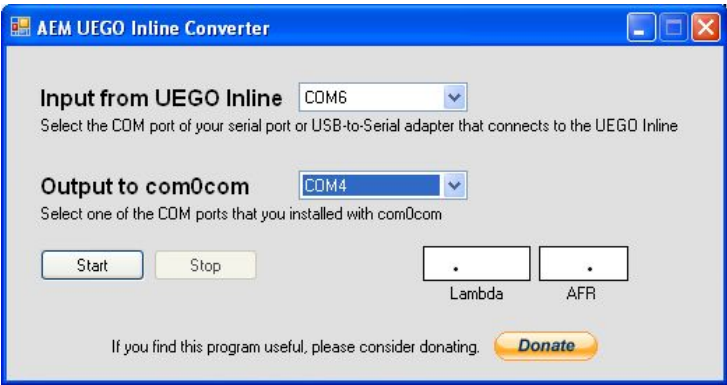 AEM UEGO Inline Converter
Input from UEGO Inline COM6
Select the COM port of your serial port or USB-to-Serial adapter that connects to the UEGO Inline
Output to com0com COM4
Select one of the COM ports that you installed with com0com
Start Stop . .
Lambda AFR
If you find this program useful, please consider donating. Donate